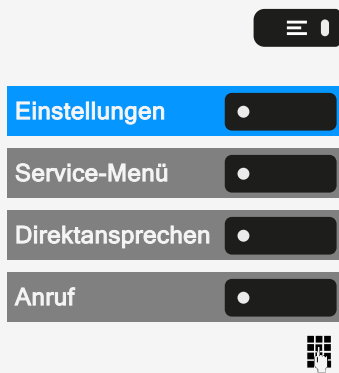 Einstellungen
Service-Menü
Direktansprechen
Anruf